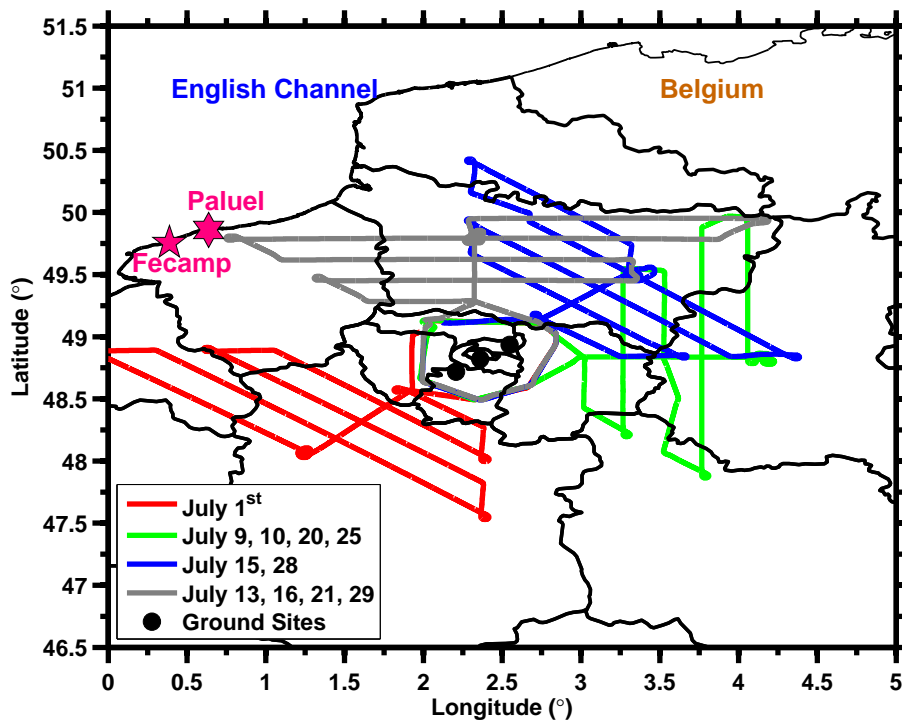 51.5
51
50.5
50
49.5
49
48.5
48
47.5
47
46.5
Latitude (°)
English Channel
Belgium
Paluel
Fecamp
July 1st
July 9, 10, 20, 25
July 15, 28
July 13, 16, 21, 29
Ground Sites
0 0.5 1 1.5 2 2.5 3 3.5 4 4.5 5
Longitude (°)